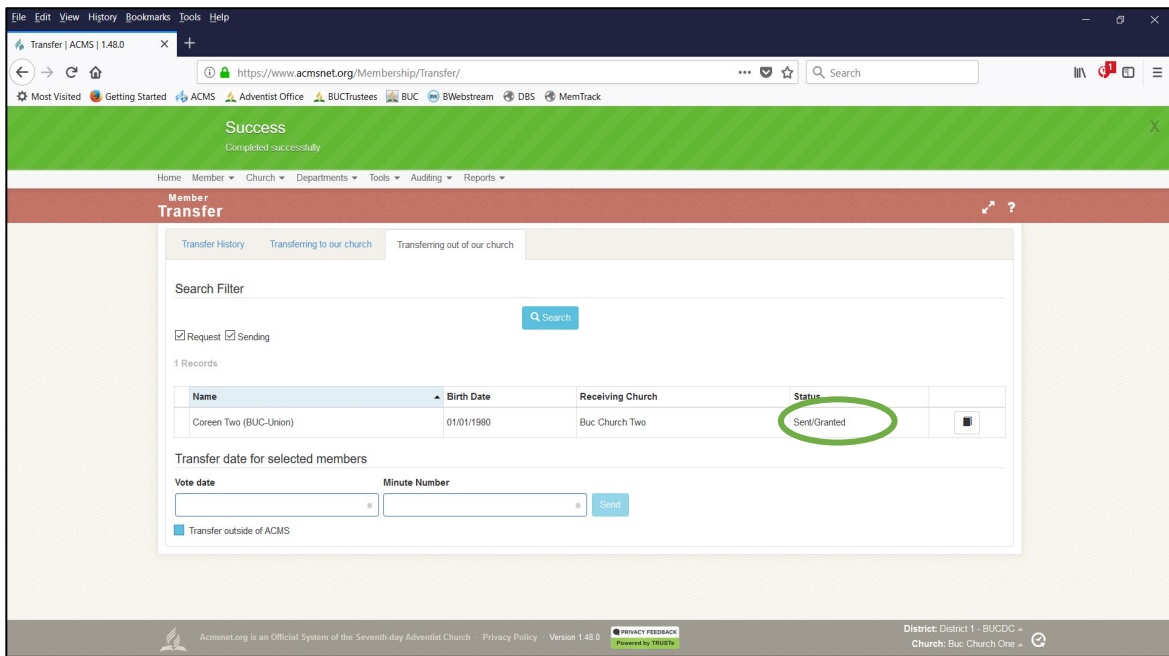 File Edit View History Bookmarks Tools Help
Transfer | ACMS | 1.48.0
https://www.acmsnet.org/Membership/Transfer/
Search
Most Visited Getting Started ACMS Adventist Office BUCTrustees BUC BWebstream DBS MemTrack
Success
X
Completed successfully
Home Member Church Departments Tools Auditing Reports
Member
Transfer
?
Transfer History Transferring to our church Transferring out of our church
Search Filter
Search
Request Sending
1 Records
Name Birth Date Receiving Church Status
Coreen Two (BUC-Union) 01/01/1980 Buc Church Two Sent/Granted
Transfer date for selected members
Vote date Minute Number
Send
Transfer outside of ACMS
Acmsnet.org is an Official System of the Seventh-day Adventist Church - Privacy Policy - Version 1.48.0
PRIVACY FEEDBACK
Powered by TRUSTe
District: District 1 - BUCDC
Church: Buc Church One